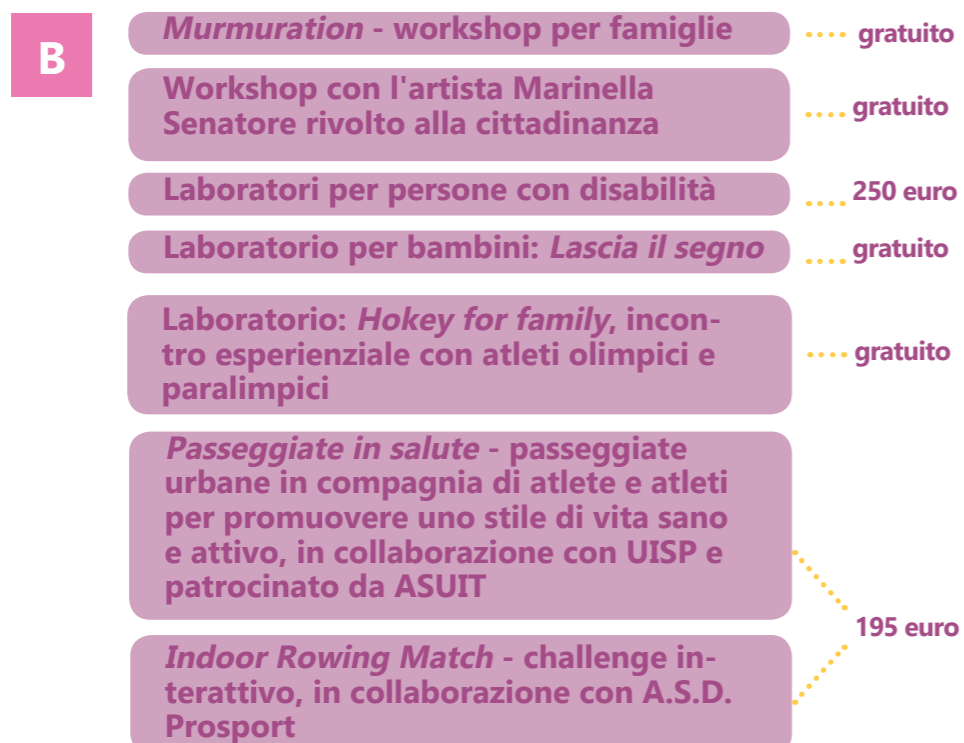 B
Murmuration - workshop per famiglie
gratuito
Workshop con l'artista Marinella
Senatore rivolto alla cittadinanza
gratuito
Laboratori per persone con disabilità
250 euro
Laboratorio per bambini: Lascia il segno
gratuito
Laboratorio: Hokey for family, incon-
tro esperienziale con atleti olimpici e
paralimpici
gratuito
Passeggiate in salute - passeggiate
urbane in compagnia di atlete e atleti
per promuovere uno stile di vita sano
e attivo, in collaborazione con UISP e
patrocinato da ASUIT
195 euro
Indoor Rowing Match - challenge in-
terattivo, in collaborazione con A.S.D.
Prosport